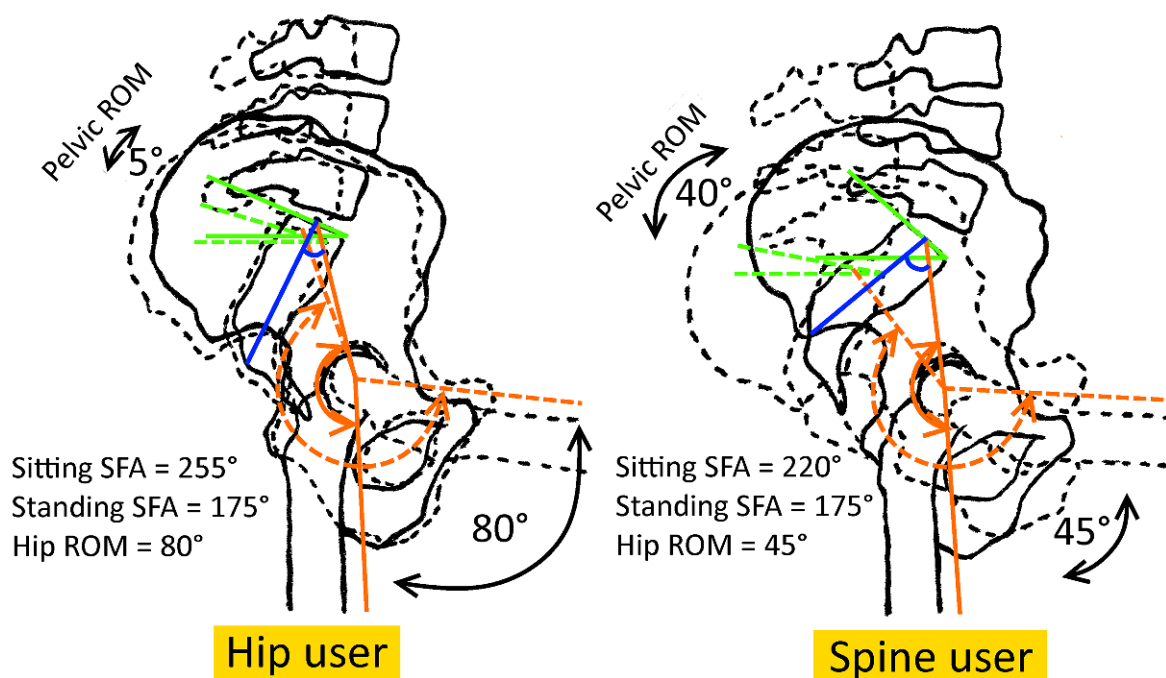 Pelvic ROM
5°
Sitting SFA = 255°
Standing SFA = 175°
Hip ROM = 80°
80°
Hip user
Pelvic ROM
40°
Sitting SFA = 220°
Standing SFA = 175°
Hip ROM = 45°
45°
Spine user